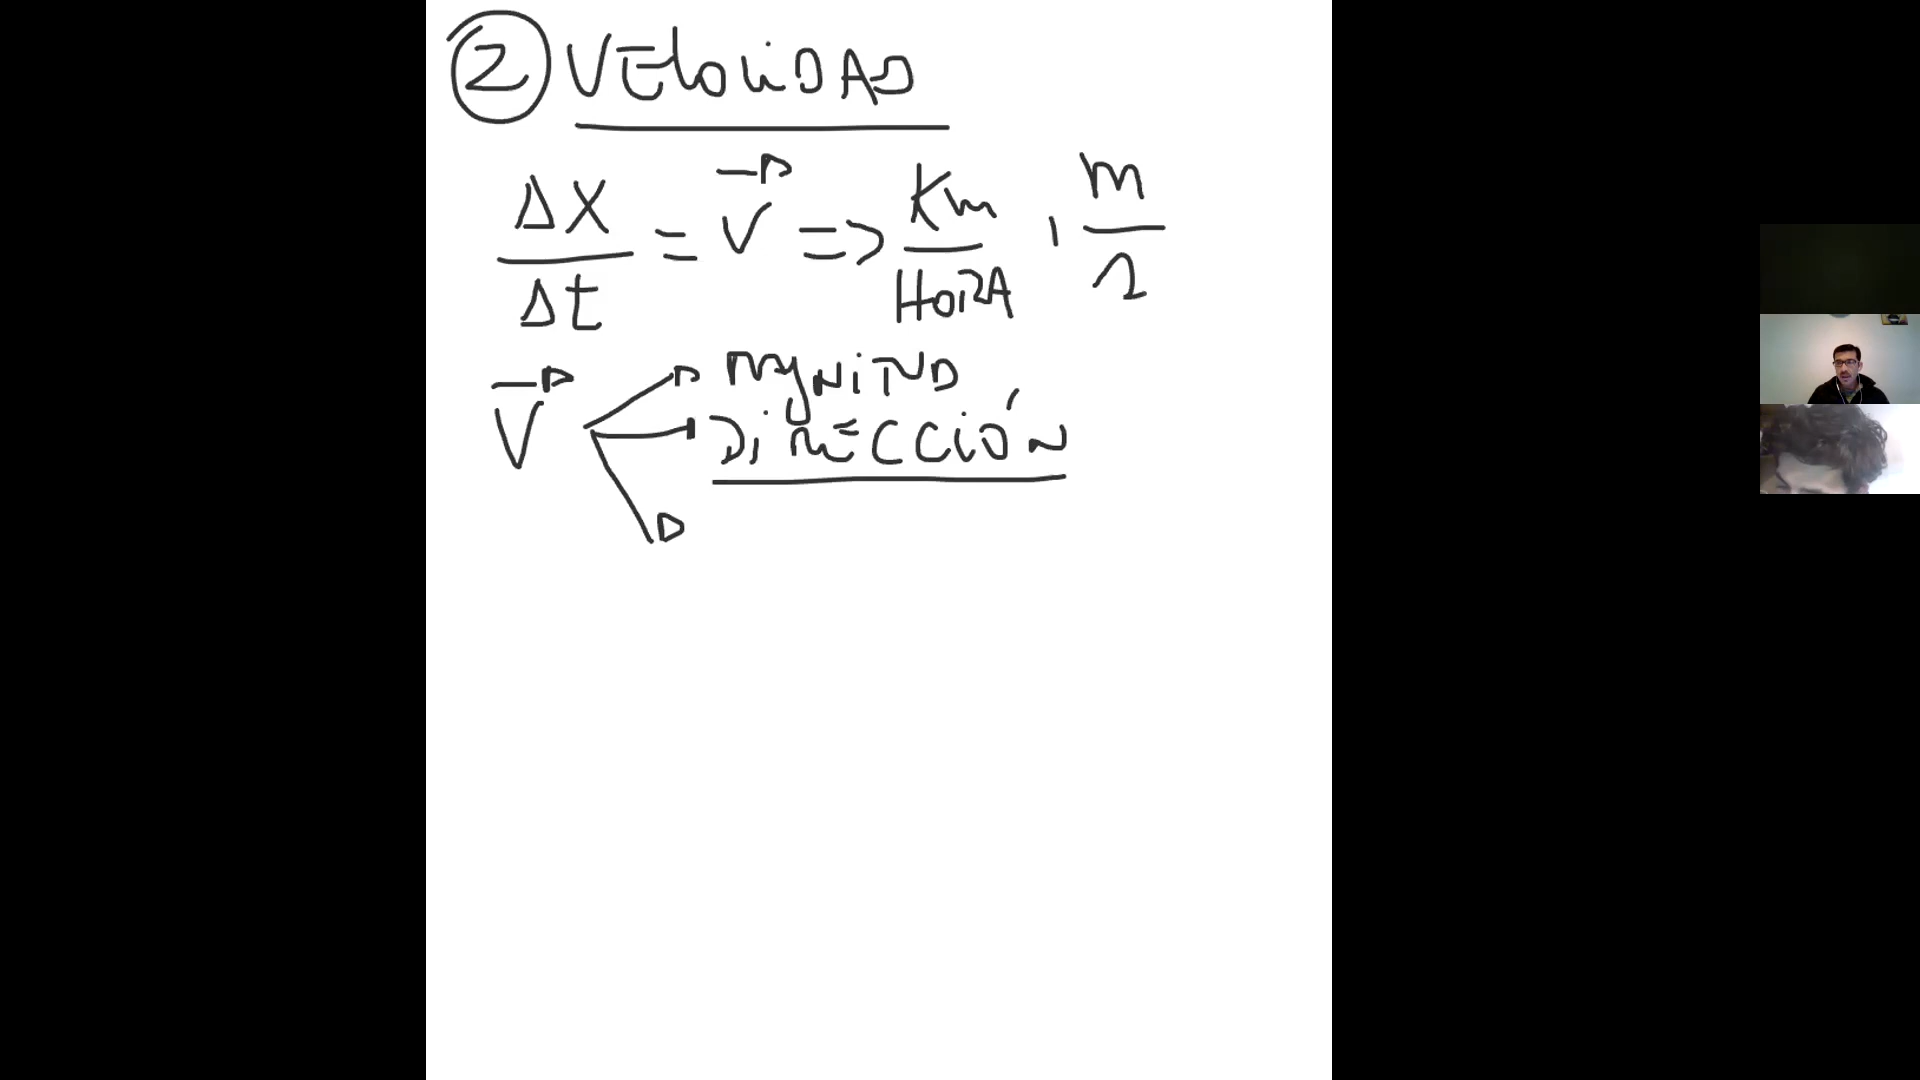 ② VELOCIDAD
ΔX/Δt = V⃗ => Km/HORA , m/s
V⃗ → MAGNITUD
→ DIRECCIÓN